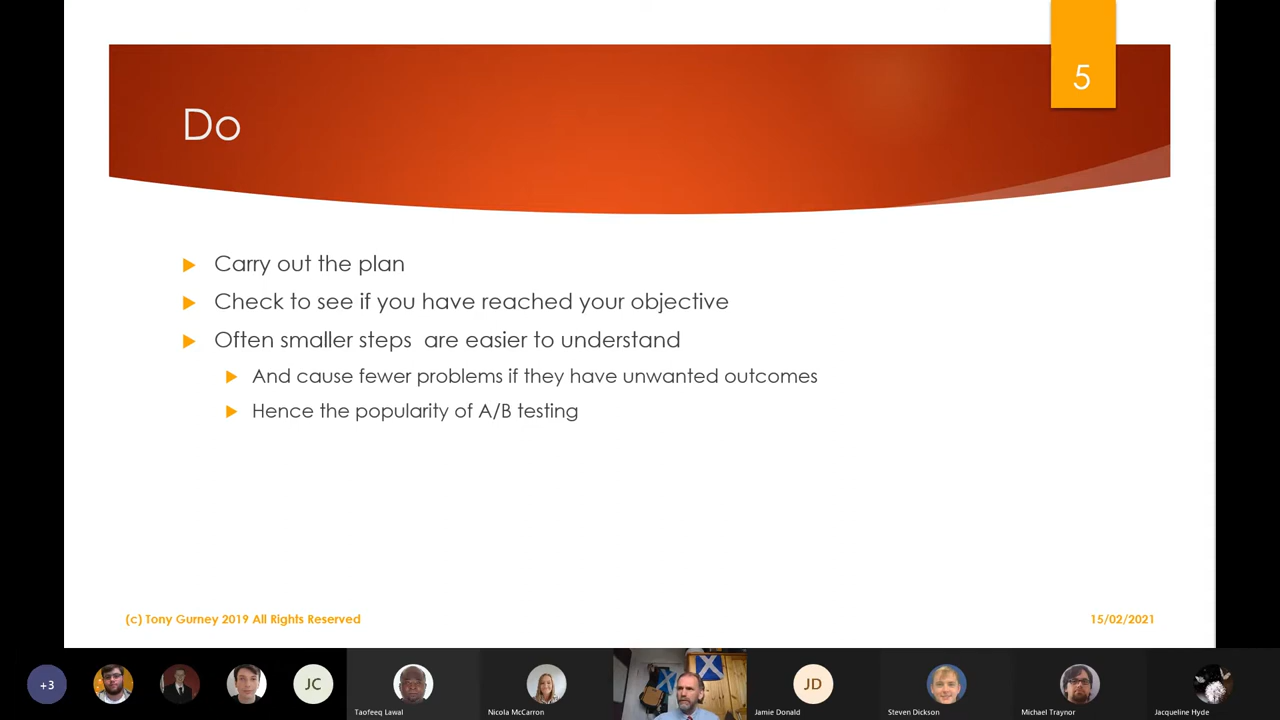 5
Do
Carry out the plan
Check to see if you have reached your objective
Often smaller steps  are easier to understand
And cause fewer problems if they have unwanted outcomes
Hence the popularity of A/B testing
(c) Tony Gurney 2019 All Rights Reserved
15/02/2021
+3
JC
JD
Taofeeq Lawal
Nicola McCarron
Jamie Donald
Steven Dickson
Michael Traynor
Jacqueline Hyde